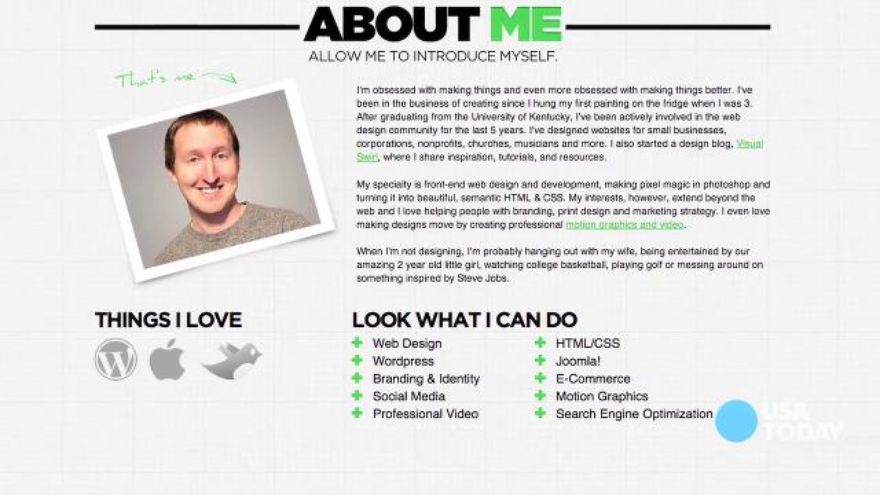 ABOUT ME
ALLOW ME TO INTRODUCE MYSELF.
That's me
I'm obsessed with making things and even more obsessed with making things better. I've
been in the business of creating since I hung my first painting on the fridge when I was 3.
After graduating from the University of Kentucky, I've been actively involved in the web
design community for the last 5 years. I've designed websites for small businesses,
corporations, nonprofits, churches, musicians and more. I also started a design blog, Visual
Swirl, where I share inspiration, tutorials, and resources.
My specialty is front-end web design and development, making pixel magic in photoshop and
turning it into beautiful, semantic HTML & CSS. My interests, however, extend beyond the
web and I love helping people with branding, print design and marketing strategy. I even love
making designs move by creating professional motion graphics and video.
When I'm not designing, I'm probably hanging out with my wife, being entertained by our
amazing 2 year old little girl, watching college basketball, playing golf or messing around on
something inspired by Steve Jobs.
THINGS I LOVE
LOOK WHAT I CAN DO
Web Design
Wordpress
Branding & Identity
Social Media
Professional Video
HTML/CSS
Joomla!
E-Commerce
Motion Graphics
Search Engine Optimization
USA
TODAY